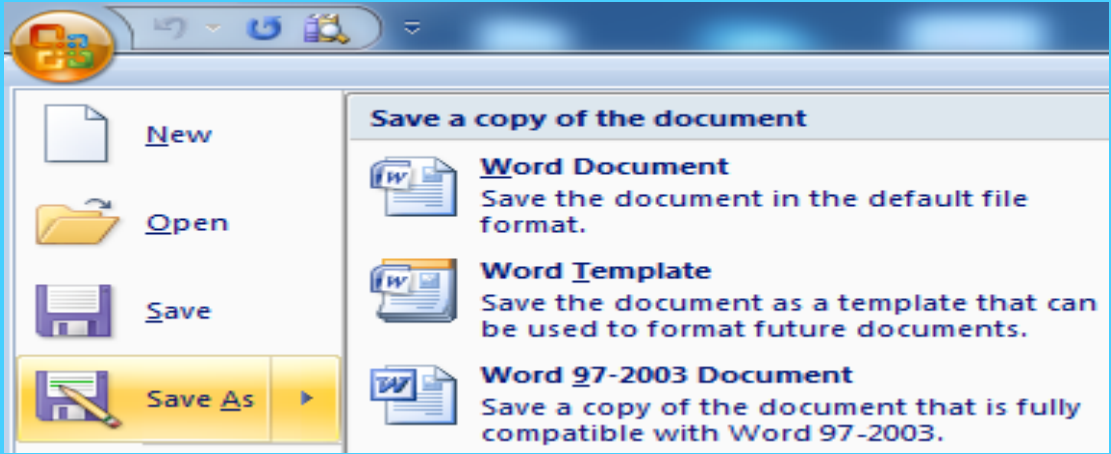 New
Open
Save
Save As
Save a copy of the document
Word Document
Save the document in the default file
format.
Word Template
Save the document as a template that can
be used to format future documents.
Word 97-2003 Document
Save a copy of the document that is fully
compatible with Word 97-2003.